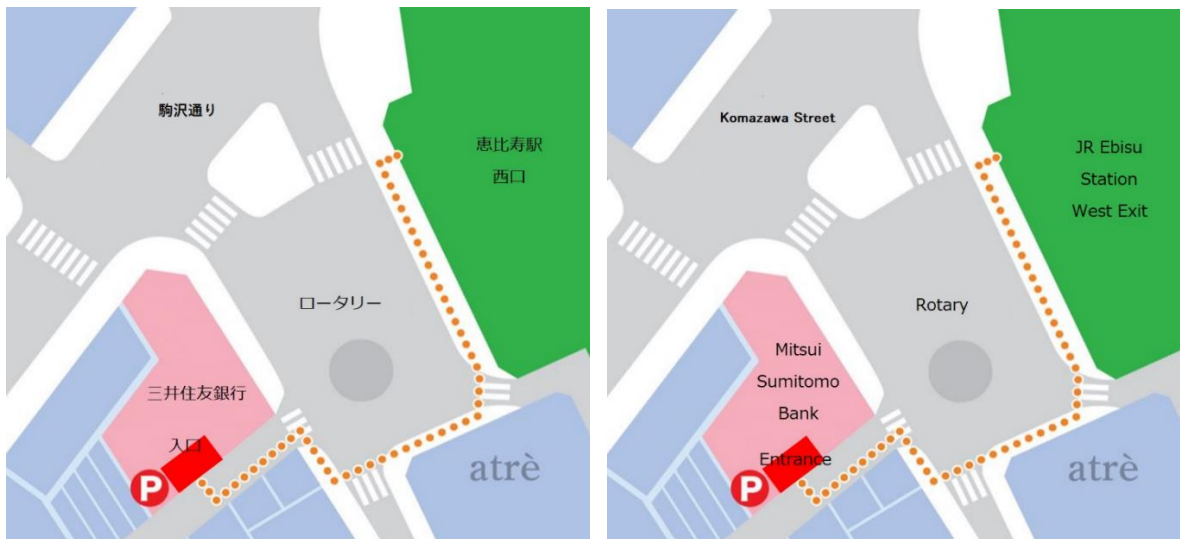 駒沢通り
恵比寿駅
西口
ロータリー
三井住友銀行
入口
atrè
P
Komazawa Street
JR Ebisu
Station
West Exit
Rotary
Mitsui
Sumitomo
Bank
Entrance
atrè
P